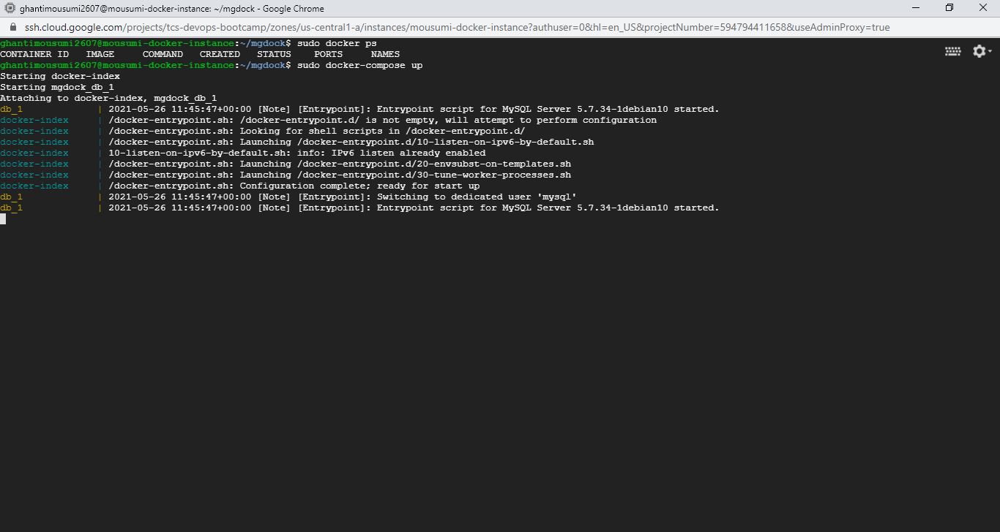 ghantimousumi2607@mousumi-docker-instance: ~/mgdock - Google Chrome
ssh.cloud.google.com/projects/tcs-devops-bootcamp/zones/us-central1-a/instances/mousumi-docker-instance?authuser=0&hl=en_US&projectNumber=594794411658&useAdminProxy=true
ghantimousumi2607@mousumi-docker-instance:~/mgdock$ sudo docker ps
CONTAINER ID   IMAGE     COMMAND   CREATED   STATUS    PORTS     NAMES
ghantimousumi2607@mousumi-docker-instance:~/mgdock$ sudo docker-compose up
Starting docker-index
Starting mgdock_db_1
Attaching to docker-index, mgdock_db_1
db_1             | 2021-05-26 11:45:47+00:00 [Note] [Entrypoint]: Entrypoint script for MySQL Server 5.7.34-1debian10 started.
docker-index     | /docker-entrypoint.sh: /docker-entrypoint.d/ is not empty, will attempt to perform configuration
docker-index     | /docker-entrypoint.sh: Looking for shell scripts in /docker-entrypoint.d/
docker-index     | /docker-entrypoint.sh: Launching /docker-entrypoint.d/10-listen-on-ipv6-by-default.sh
docker-index     | 10-listen-on-ipv6-by-default.sh: info: IPv6 listen already enabled
docker-index     | /docker-entrypoint.sh: Launching /docker-entrypoint.d/20-envsubst-on-templates.sh
docker-index     | /docker-entrypoint.sh: Launching /docker-entrypoint.d/30-tune-worker-processes.sh
docker-index     | /docker-entrypoint.sh: Configuration complete; ready for start up
db_1             | 2021-05-26 11:45:47+00:00 [Note] [Entrypoint]: Switching to dedicated user 'mysql'
db_1             | 2021-05-26 11:45:47+00:00 [Note] [Entrypoint]: Entrypoint script for MySQL Server 5.7.34-1debian10 started.